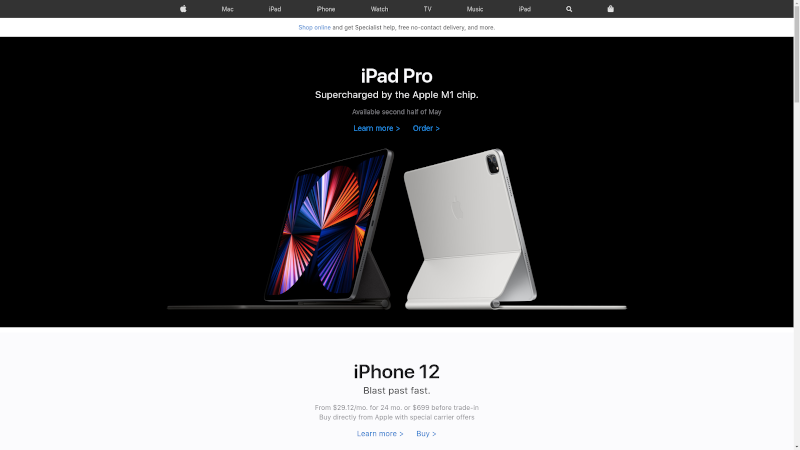 Mac iPad iPhone Watch TV Music iPad
Shop online and get Specialist help, free no-contact delivery, and more.
iPad Pro
Supercharged by the Apple M1 chip.
Available second half of May
Learn more > Order >
iPhone 12
Blast past fast.
From $29.12/mo. for 24 mo. or $699 before trade-in
Buy directly from Apple with special carrier offers
Learn more > Buy >